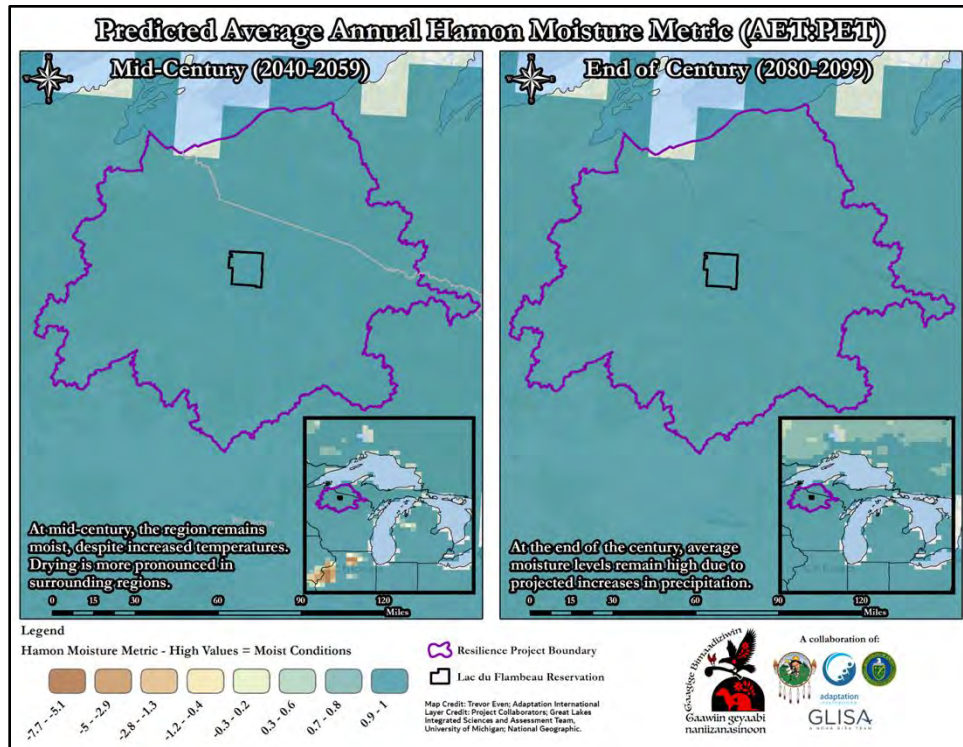 Predicted Average Annual Hamon Moisture Metric (AET:PET)
Mid-Century (2040-2059)
At mid-century, the region remains
moist, despite increased temperatures.
Drying is more pronounced in
surrounding regions.
0 15 30 60 90 120
Miles
End of Century (2080-2099)
At the end of the century, average
moisture levels remain high due to
projected increases in precipitation.
0 15 30 60 90 120
Miles
Legend
Hamon Moisture Metric - High Values = Moist Conditions
-7.7 - -5.1
-5 - -2.9
-2.8 - -1.3
-1.2 - -0.4
-0.3 - 0.2
0.3 - 0.6
0.7 - 0.8
0.9 - 1
Resilience Project Boundary
Lac du Flambeau Reservation
Map Credit: Trevor Even; Adaptation International
Layer Credit: Project Collaborators; Great Lakes
Integrated Sciences and Assessment Team,
University of Michigan; National Geographic.
Gaagige Bimaadiziwin
Gaawiin geyaabi
naniizanasinoon
A collaboration of:
adaptation
GLISA
A NOAA RISA TEAM